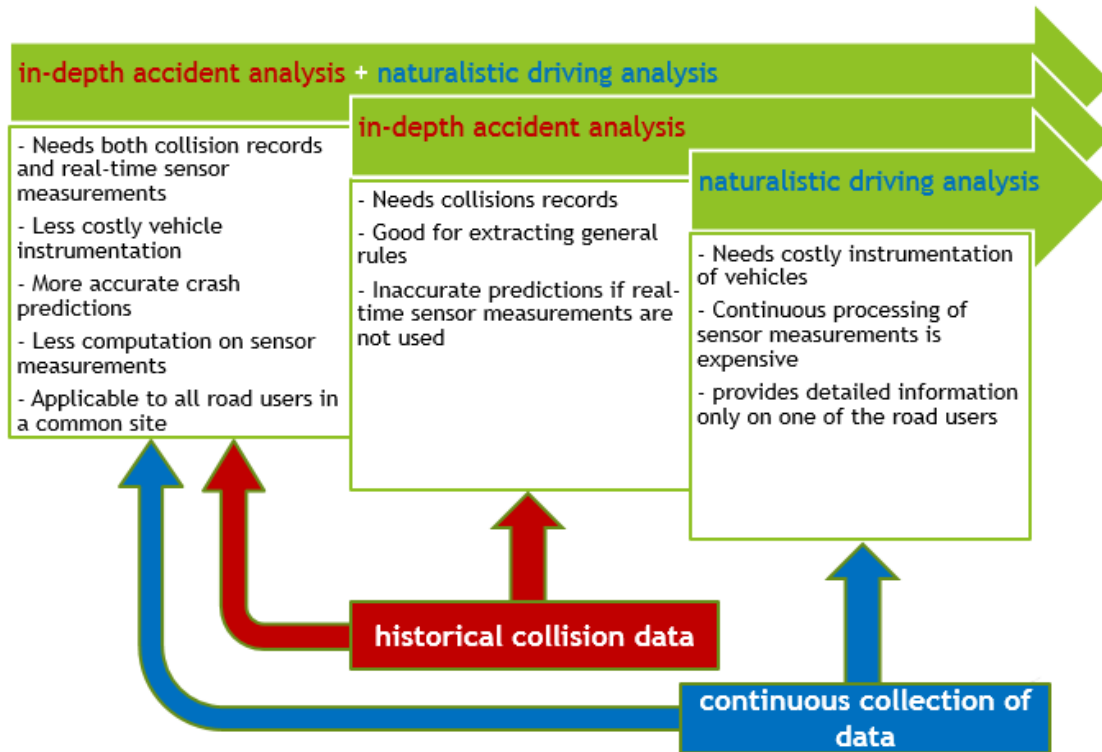 in-depth accident analysis + naturalistic driving analysis
- Needs both collision records
and real-time sensor
measurements
- Less costly vehicle
instrumentation
- More accurate crash
predictions
- Less computation on sensor
measurements
- Applicable to all road users in
a common site
in-depth accident analysis
- Needs collisions records
- Good for extracting general
rules
- Inaccurate predictions if real-
time sensor measurements are
not used
naturalistic driving analysis
- Needs costly instrumentation
of vehicles
- Continuous processing of
sensor measurements is
expensive
- provides detailed information
only on one of the road users
historical collision data
continuous collection of
data